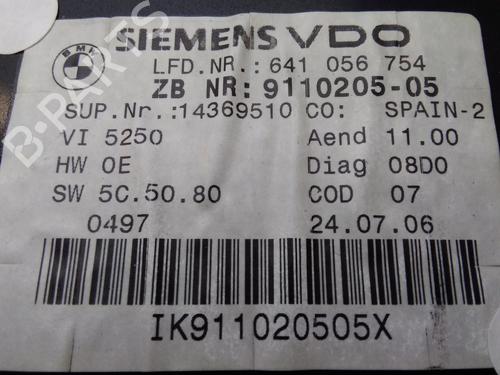 BMW SIEMENS VDO
LFD.NR.: 641 056 754
ZB NR: 9110205-05
SUP.Nr.:14369510 CO: SPAIN-2
VI 5250 Aend 11.00
HW 0E Diag 08D0
SW 5C.50.80 COD 07
0497 24.07.06
IK911020505X
B-PARTS